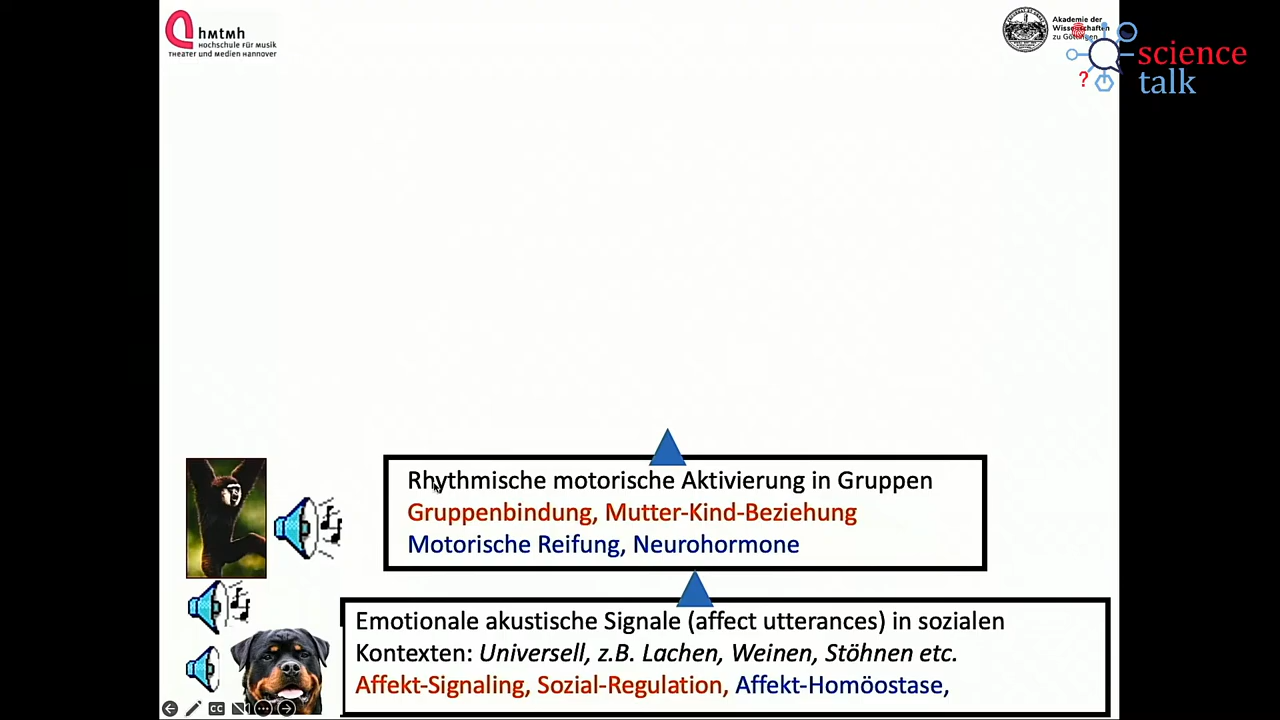 hmtmh
Hochschule für Musik
Theater und Medien Hannover
Akademie der
Wissenschaften
zu Göttingen
science
talk
?
Rhythmische motorische Aktivierung in Gruppen
Gruppenbindung, Mutter-Kind-Beziehung
Motorische Reifung, Neurohormone
Emotionale akustische Signale (affect utterances) in sozialen
Kontexten: Universell, z.B. Lachen, Weinen, Stöhnen etc.
Affekt-Signaling, Sozial-Regulation, Affekt-Homöostase,
CC